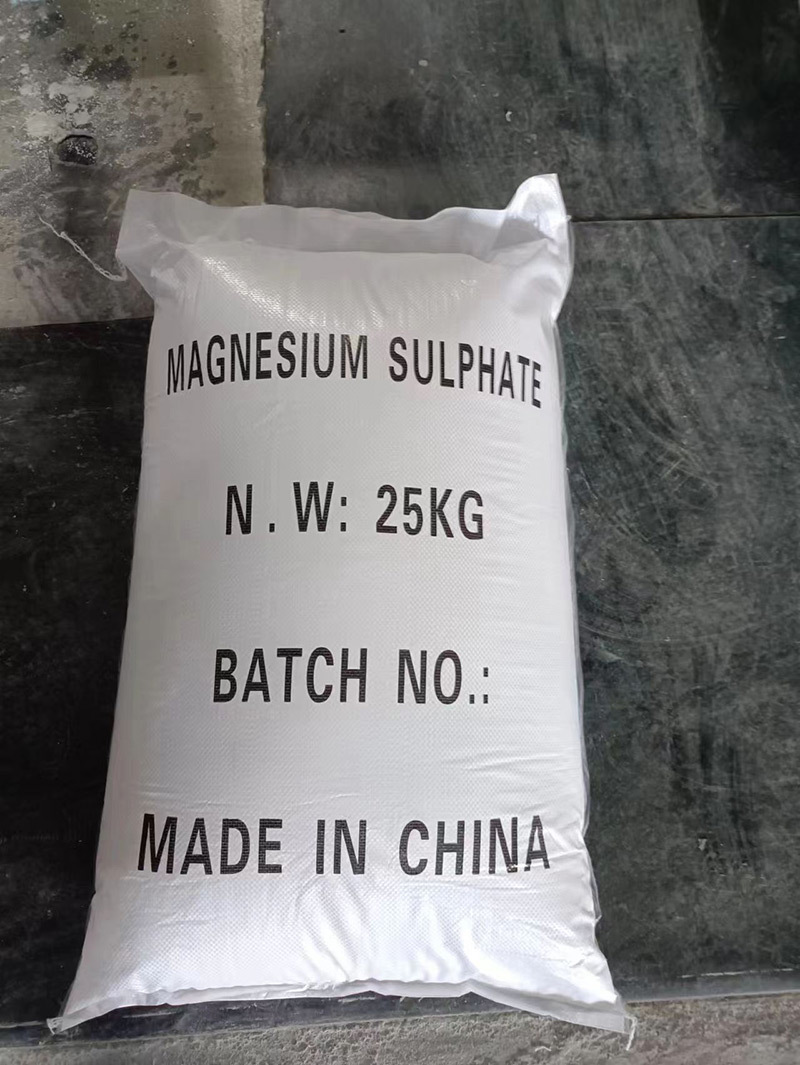 MAGNESIUM SULPHATE
N.W: 25KG
BATCH NO.:
MADE IN CHINA